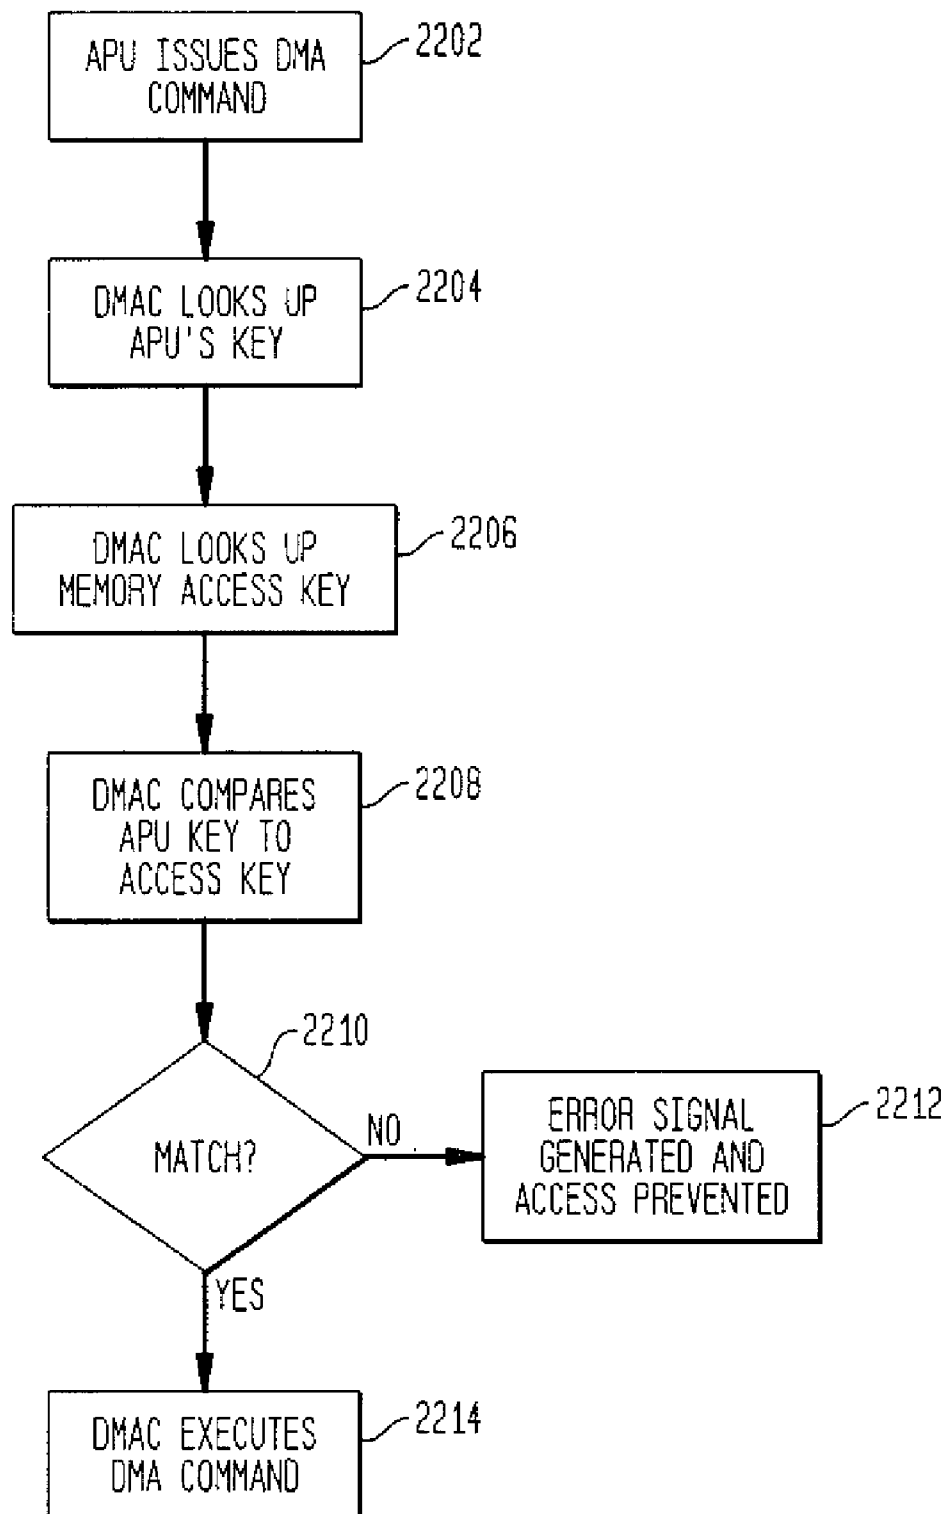 APU ISSUES DMA
COMMAND
2202
DMAC LOOKS UP
APU'S KEY
2204
DMAC LOOKS UP
MEMORY ACCESS KEY
2206
DMAC COMPARES
APU KEY TO
ACCESS KEY
2208
2210
MATCH?
NO
ERROR SIGNAL
GENERATED AND
ACCESS PREVENTED
2212
YES
DMAC EXECUTES
DMA COMMAND
2214